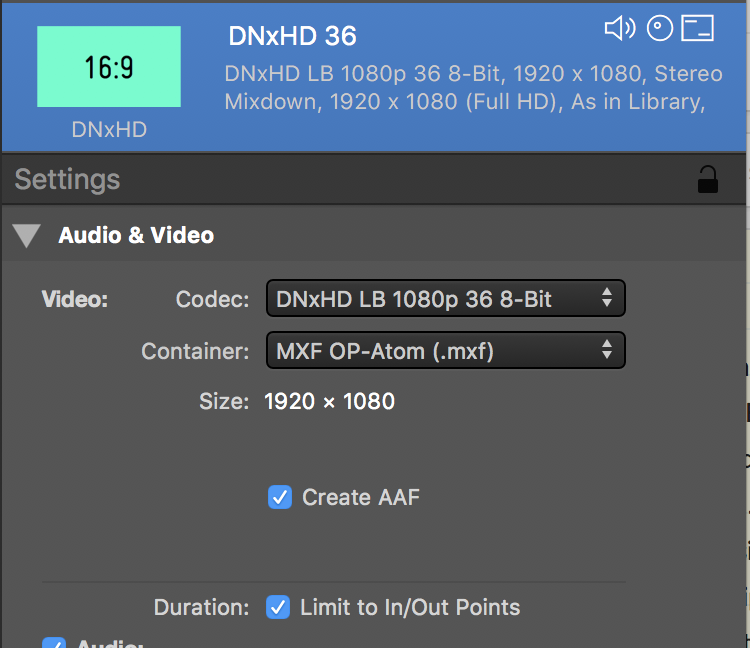 16:9
DNxHD
DNxHD 36
DNxHD LB 1080p 36 8-Bit, 1920 x 1080, Stereo
Mixdown, 1920 x 1080 (Full HD), As in Library,
Settings
Audio & Video
Video: Codec: DNxHD LB 1080p 36 8-Bit
Container: MXF OP-Atom (.mxf)
Size: 1920 × 1080
Create AAF
Duration: Limit to In/Out Points
Audio: